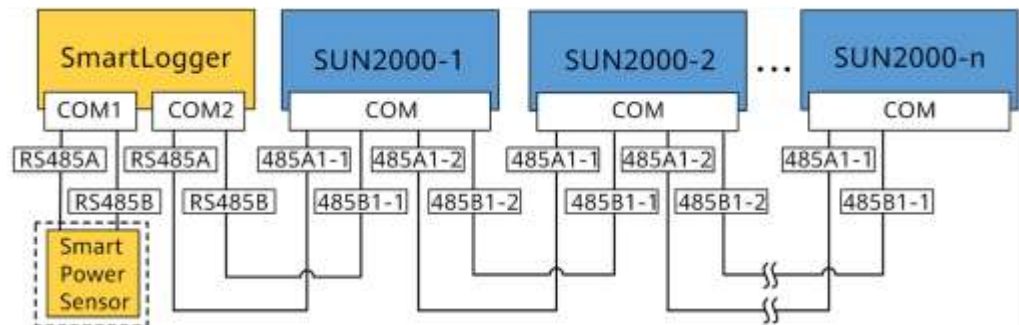 SmartLogger
SUN2000-1
SUN2000-2
...
SUN2000-n
COM1
COM2
COM
COM
COM
RS485A
RS485A
485A1-1
485A1-2
485A1-1
485A1-2
485A1-1
RS485B
RS485B
485B1-1
485B1-2
485B1-1
485B1-2
485B1-1
Smart
Power
Sensor